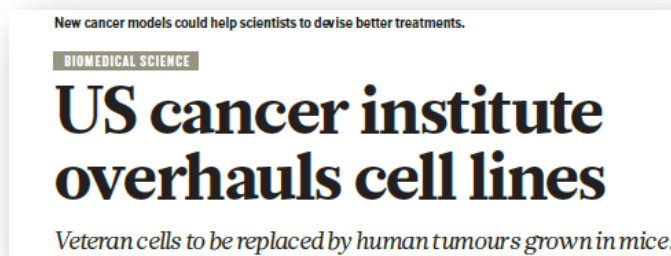 New cancer models could help scientists to devise better treatments.
BIOMEDICAL SCIENCE
US cancer institute
overhauls cell lines
Veteran cells to be replaced by human tumours grown in mice.